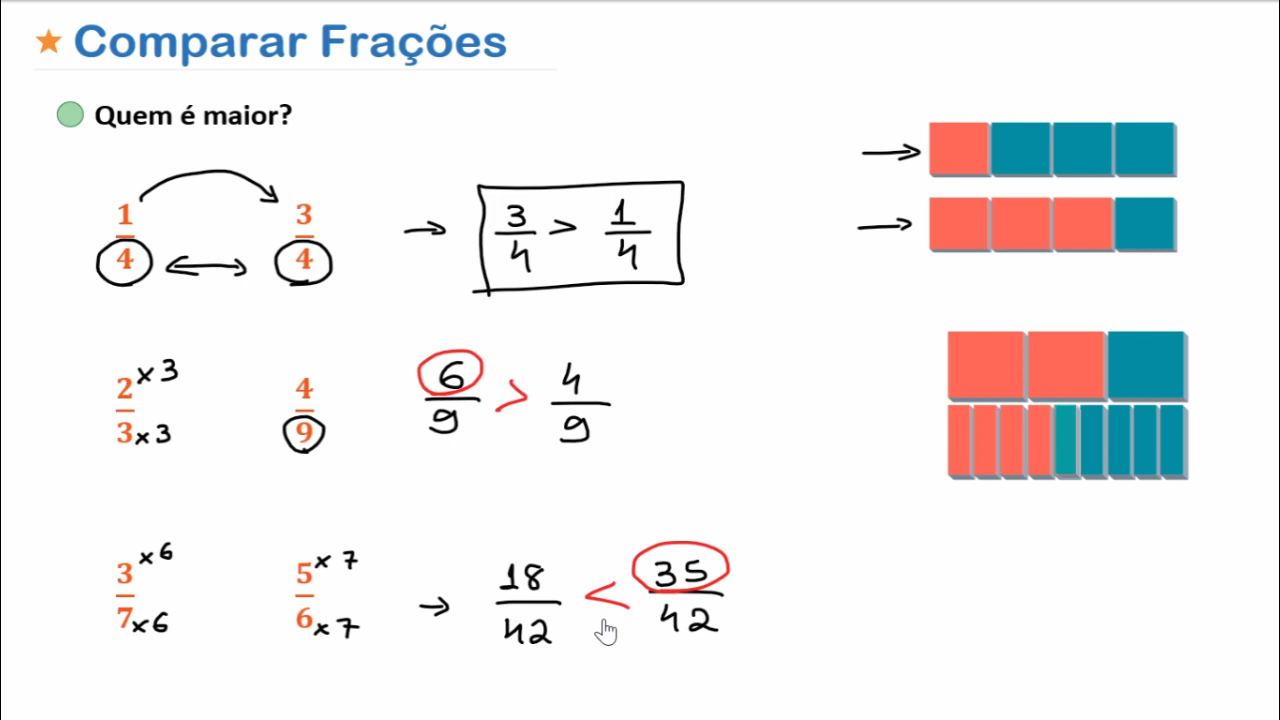 Comparar Frações
Quem é maior?
1/4 3/4 → 3/4 > 1/4
2/3 ×3 ×3 4/9 6/9 > 4/9
3/7 ×6 ×6 5/6 ×7 ×7 → 18/42 < 35/42